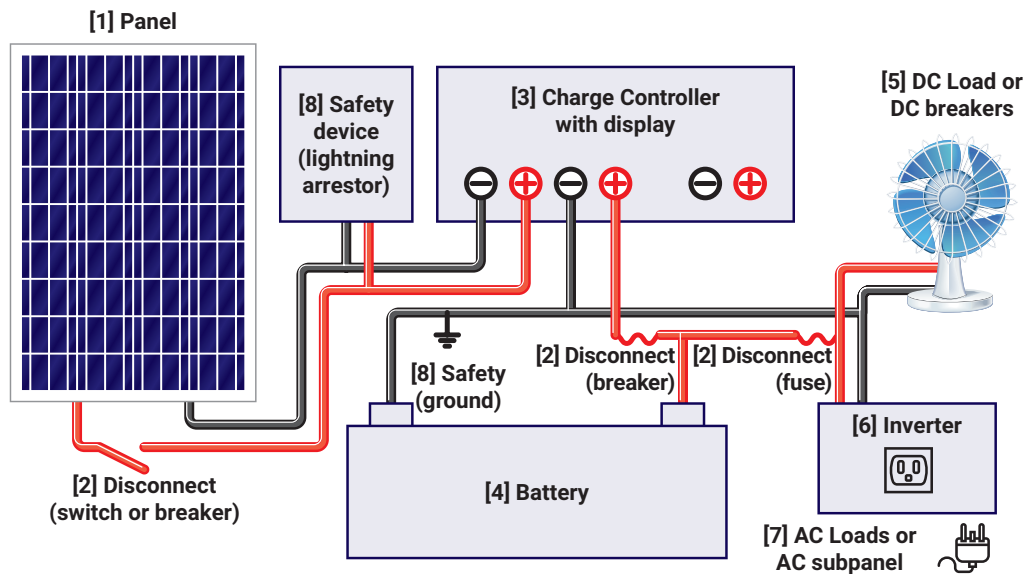 [1] Panel
[8] Safety
device
(lightning
arrestor)
[3] Charge Controller
with display
[5] DC Load or
DC breakers
[2] Disconnect
(breaker)
[2] Disconnect
(fuse)
[8] Safety
(ground)
[6] Inverter
[2] Disconnect
(switch or breaker)
[4] Battery
[7] AC Loads or
AC subpanel